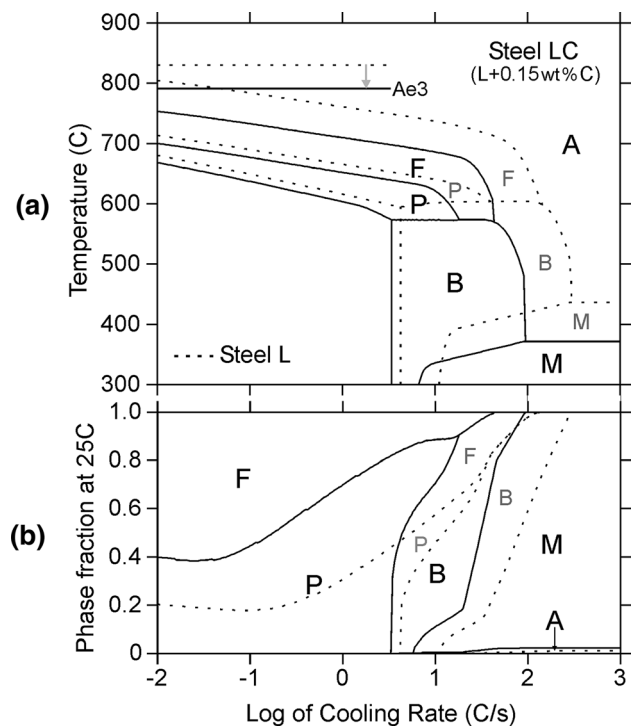 (a)
Temperature (C)
900
800
700
600
500
400
300
Steel LC
(L+0.15wt%C)
Ae3
A
F
F
P
P
B
B
M
M
Steel L
(b)
Phase fraction at 25C
1.0
0.8
0.6
0.4
0.2
0
F
F
P
P
B
B
M
A
-2
-1
0
1
2
3
Log of Cooling Rate (C/s)